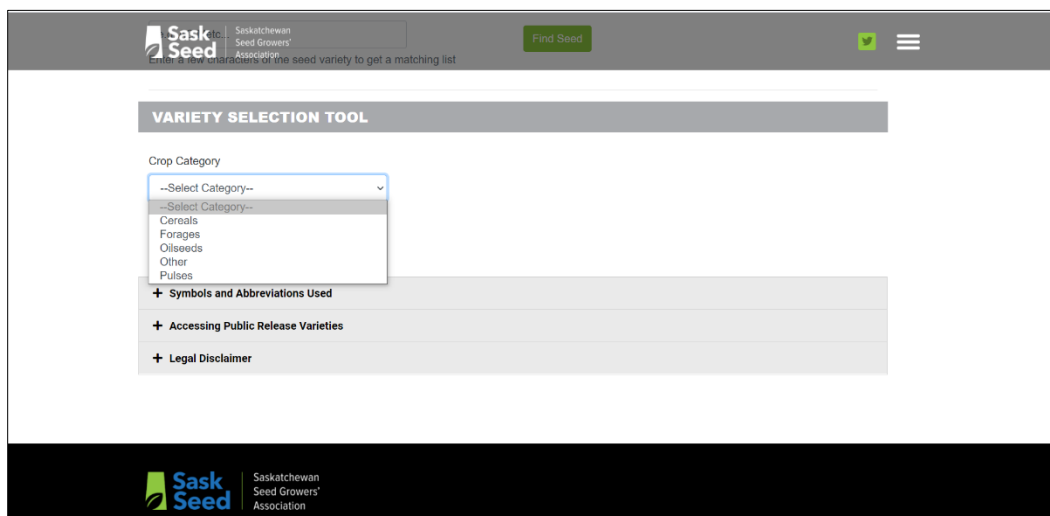 Sask
Seed
Saskatchewan
Seed Growers'
Association
etc...
Find Seed
Enter a few characters of the seed variety to get a matching list
VARIETY SELECTION TOOL
Crop Category
--Select Category--
--Select Category--
Cereals
Forages
Oilseeds
Other
Pulses
+ Symbols and Abbreviations Used
+ Accessing Public Release Varieties
+ Legal Disclaimer
Sask
Seed
Saskatchewan
Seed Growers'
Association